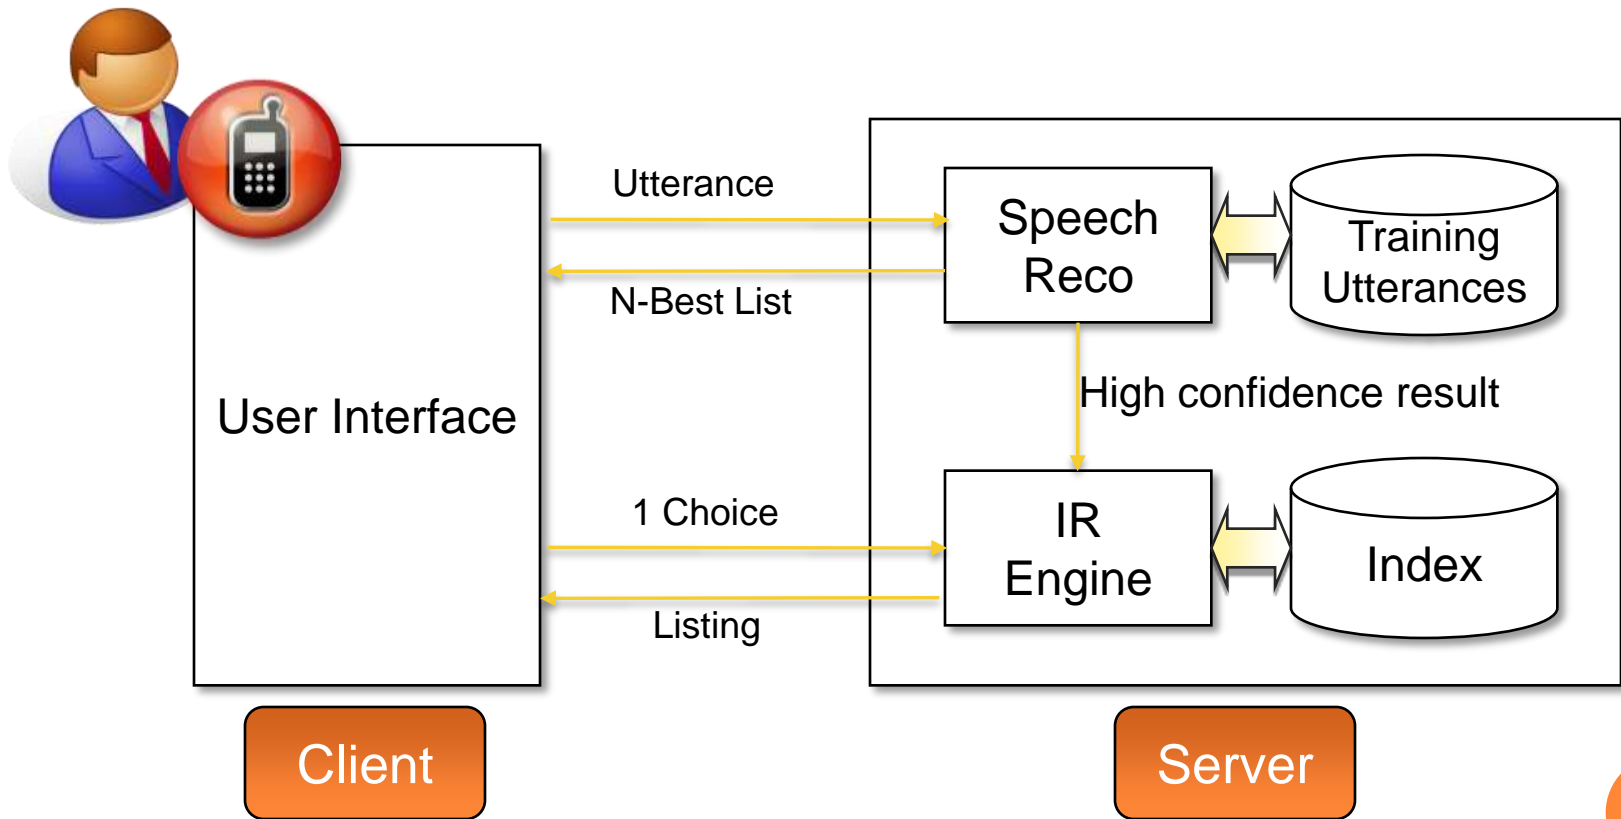 Utterance
N-Best List
User Interface
1 Choice
Listing
Speech
Reco
Training
Utterances
High confidence result
IR
Engine
Index
Client
Server